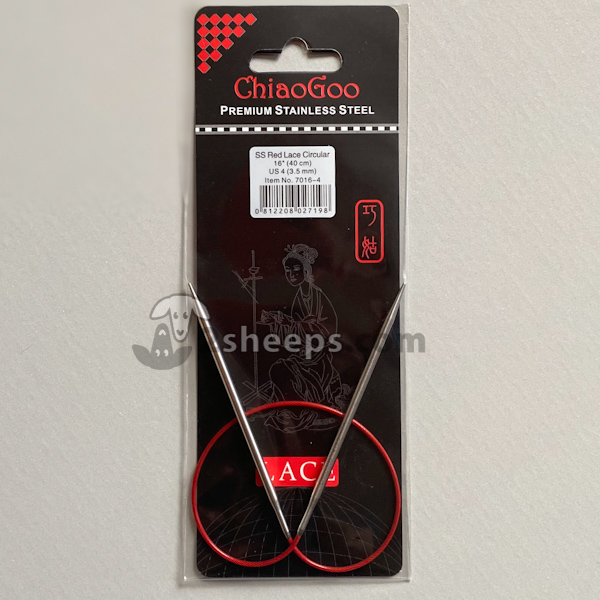 ChiaoGoo
PREMIUM STAINLESS STEEL
SS Red Lace Circular
16" (40 cm)
US 4 (3.5 mm)
Item No. 7016-4
0 812208 027198
巧
sheeps.com
LACE